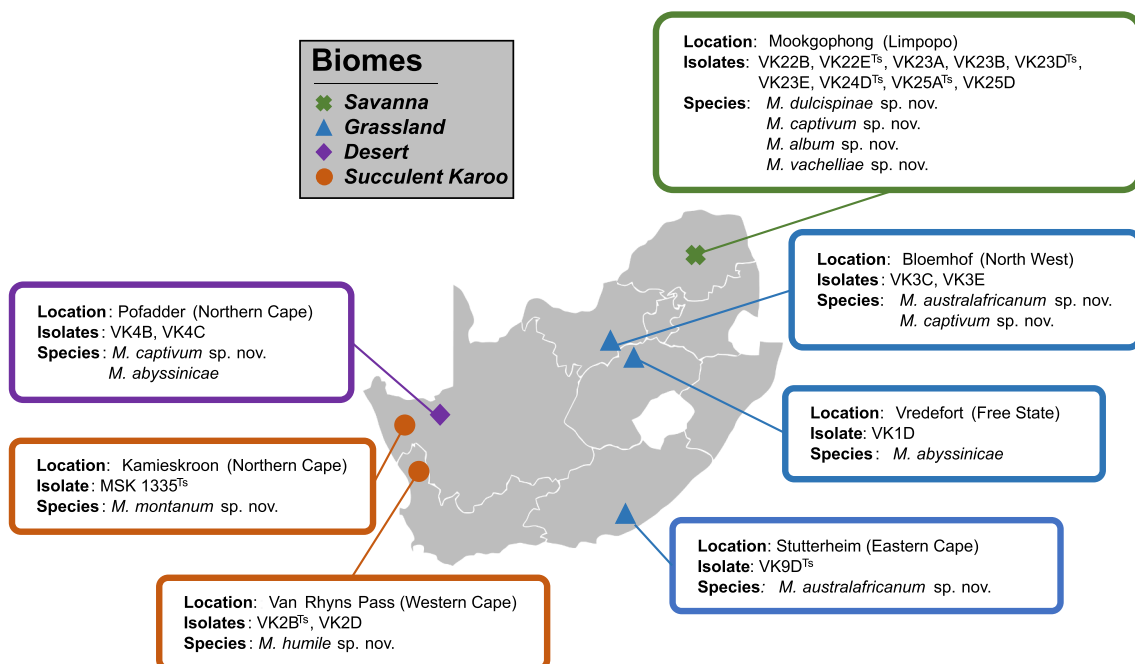 Biomes
Savanna
Grassland
Desert
Succulent Karoo
Location: Mookgophong (Limpopo)
Isolates: VK22B, VK22Eᵀˢ, VK23A, VK23B, VK23Dᵀˢ,
VK23E, VK24Dᵀˢ, VK25Aᵀˢ, VK25D
Species: M. dulcispinae sp. nov.
M. captivum sp. nov.
M. album sp. nov.
M. vachelliae sp. nov.
Location: Bloemhof (North West)
Isolates: VK3C, VK3E
Species: M. australafricanum sp. nov.
M. captivum sp. nov.
Location: Pofadder (Northern Cape)
Isolates: VK4B, VK4C
Species: M. captivum sp. nov.
M. abyssinicae
Location: Vredefort (Free State)
Isolate: VK1D
Species: M. abyssinicae
Location: Kamieskroon (Northern Cape)
Isolate: MSK 1335ᵀˢ
Species: M. montanum sp. nov.
Location: Stutterheim (Eastern Cape)
Isolate: VK9Dᵀˢ
Species: M. australafricanum sp. nov.
Location: Van Rhyns Pass (Western Cape)
Isolates: VK2Bᵀˢ, VK2D
Species: M. humile sp. nov.